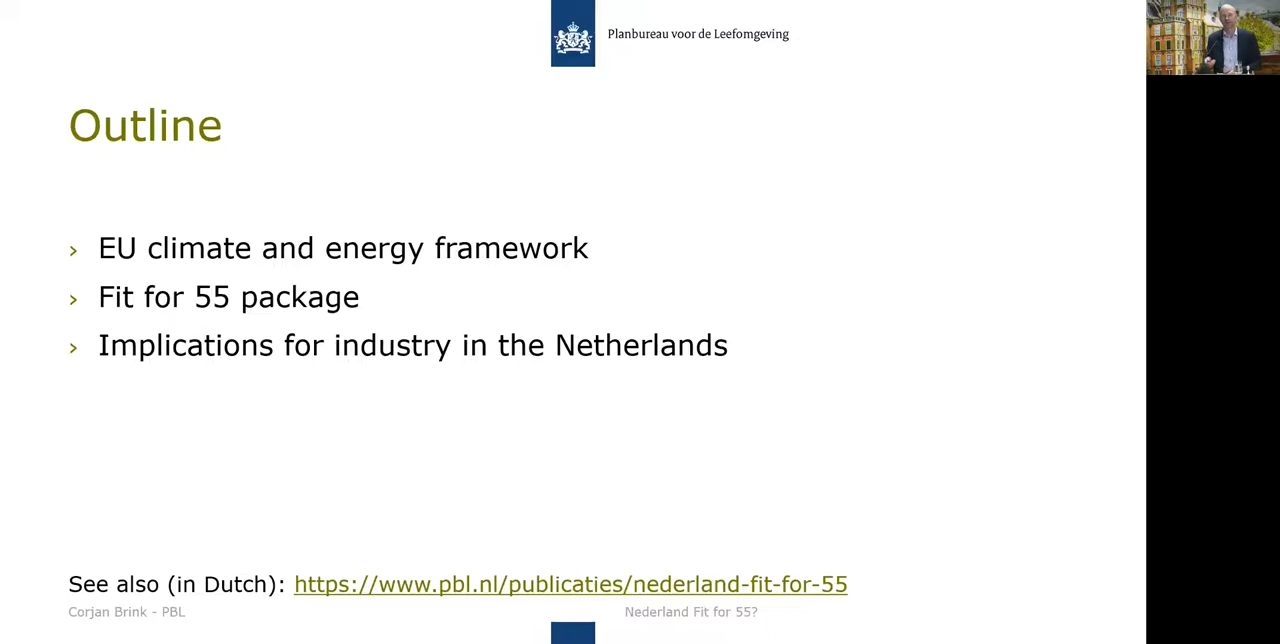 Planbureau voor de Leefomgeving
Outline
› EU climate and energy framework
› Fit for 55 package
› Implications for industry in the Netherlands
See also (in Dutch): https://www.pbl.nl/publicaties/nederland-fit-for-55
Corjan Brink - PBL
Nederland Fit for 55?